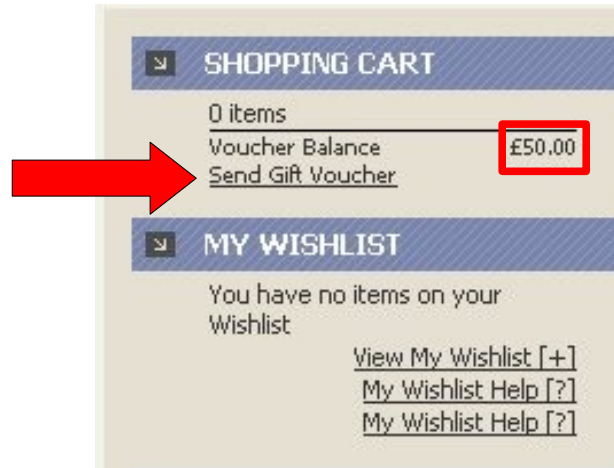 SHOPPING CART
0 items
Voucher Balance £50.00
Send Gift Voucher
MY WISHLIST
You have no items on your
Wishlist
View My Wishlist [+]
My Wishlist Help [?]
My Wishlist Help [?]